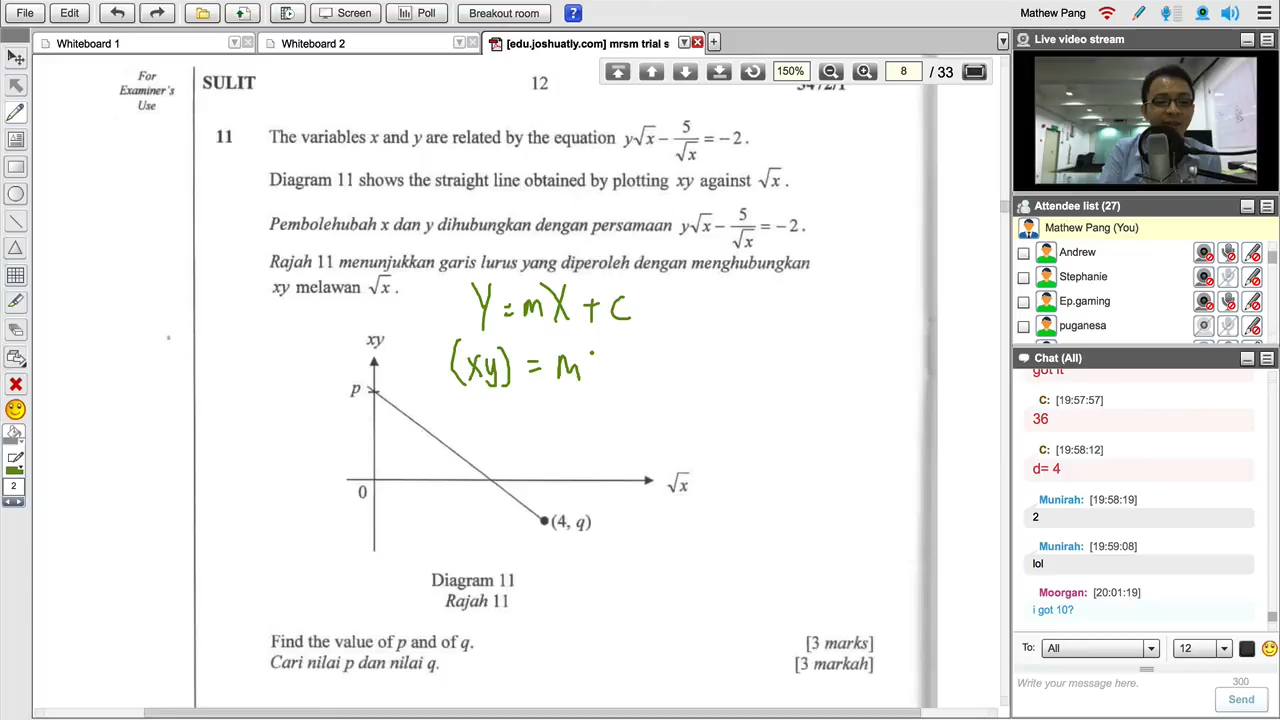 File Edit Screen Poll Breakout room ? Mathew Pang
Whiteboard 1 Whiteboard 2 [edu.joshuatly.com] mrsm trial s
Live video stream
150% 8 / 33
For
Examiner's
Use
SULIT 12 3472/1
11 The variables x and y are related by the equation y√x − 5/√x = −2 .
Diagram 11 shows the straight line obtained by plotting xy against √x .
Pembolehubah x dan y dihubungkan dengan persamaan y√x − 5/√x = −2 .
Rajah 11 menunjukkan garis lurus yang diperoleh dengan menghubungkan
xy melawan √x .
Y = mX + c
(xy) = m
xy
p
0
√x
(4, q)
Diagram 11
Rajah 11
Find the value of p and of q. [3 marks]
Cari nilai p dan nilai q. [3 markah]
2
Attendee list (27)
Mathew Pang (You)
Andrew
Stephanie
Ep.gaming
puganesa
Chat (All)
got it
C: [19:57:57]
36
C: [19:58:12]
d= 4
Munirah: [19:58:19]
2
Munirah: [19:59:08]
lol
Moorgan: [20:01:19]
i got 10?
To: All 12
Write your message here. 300
Send